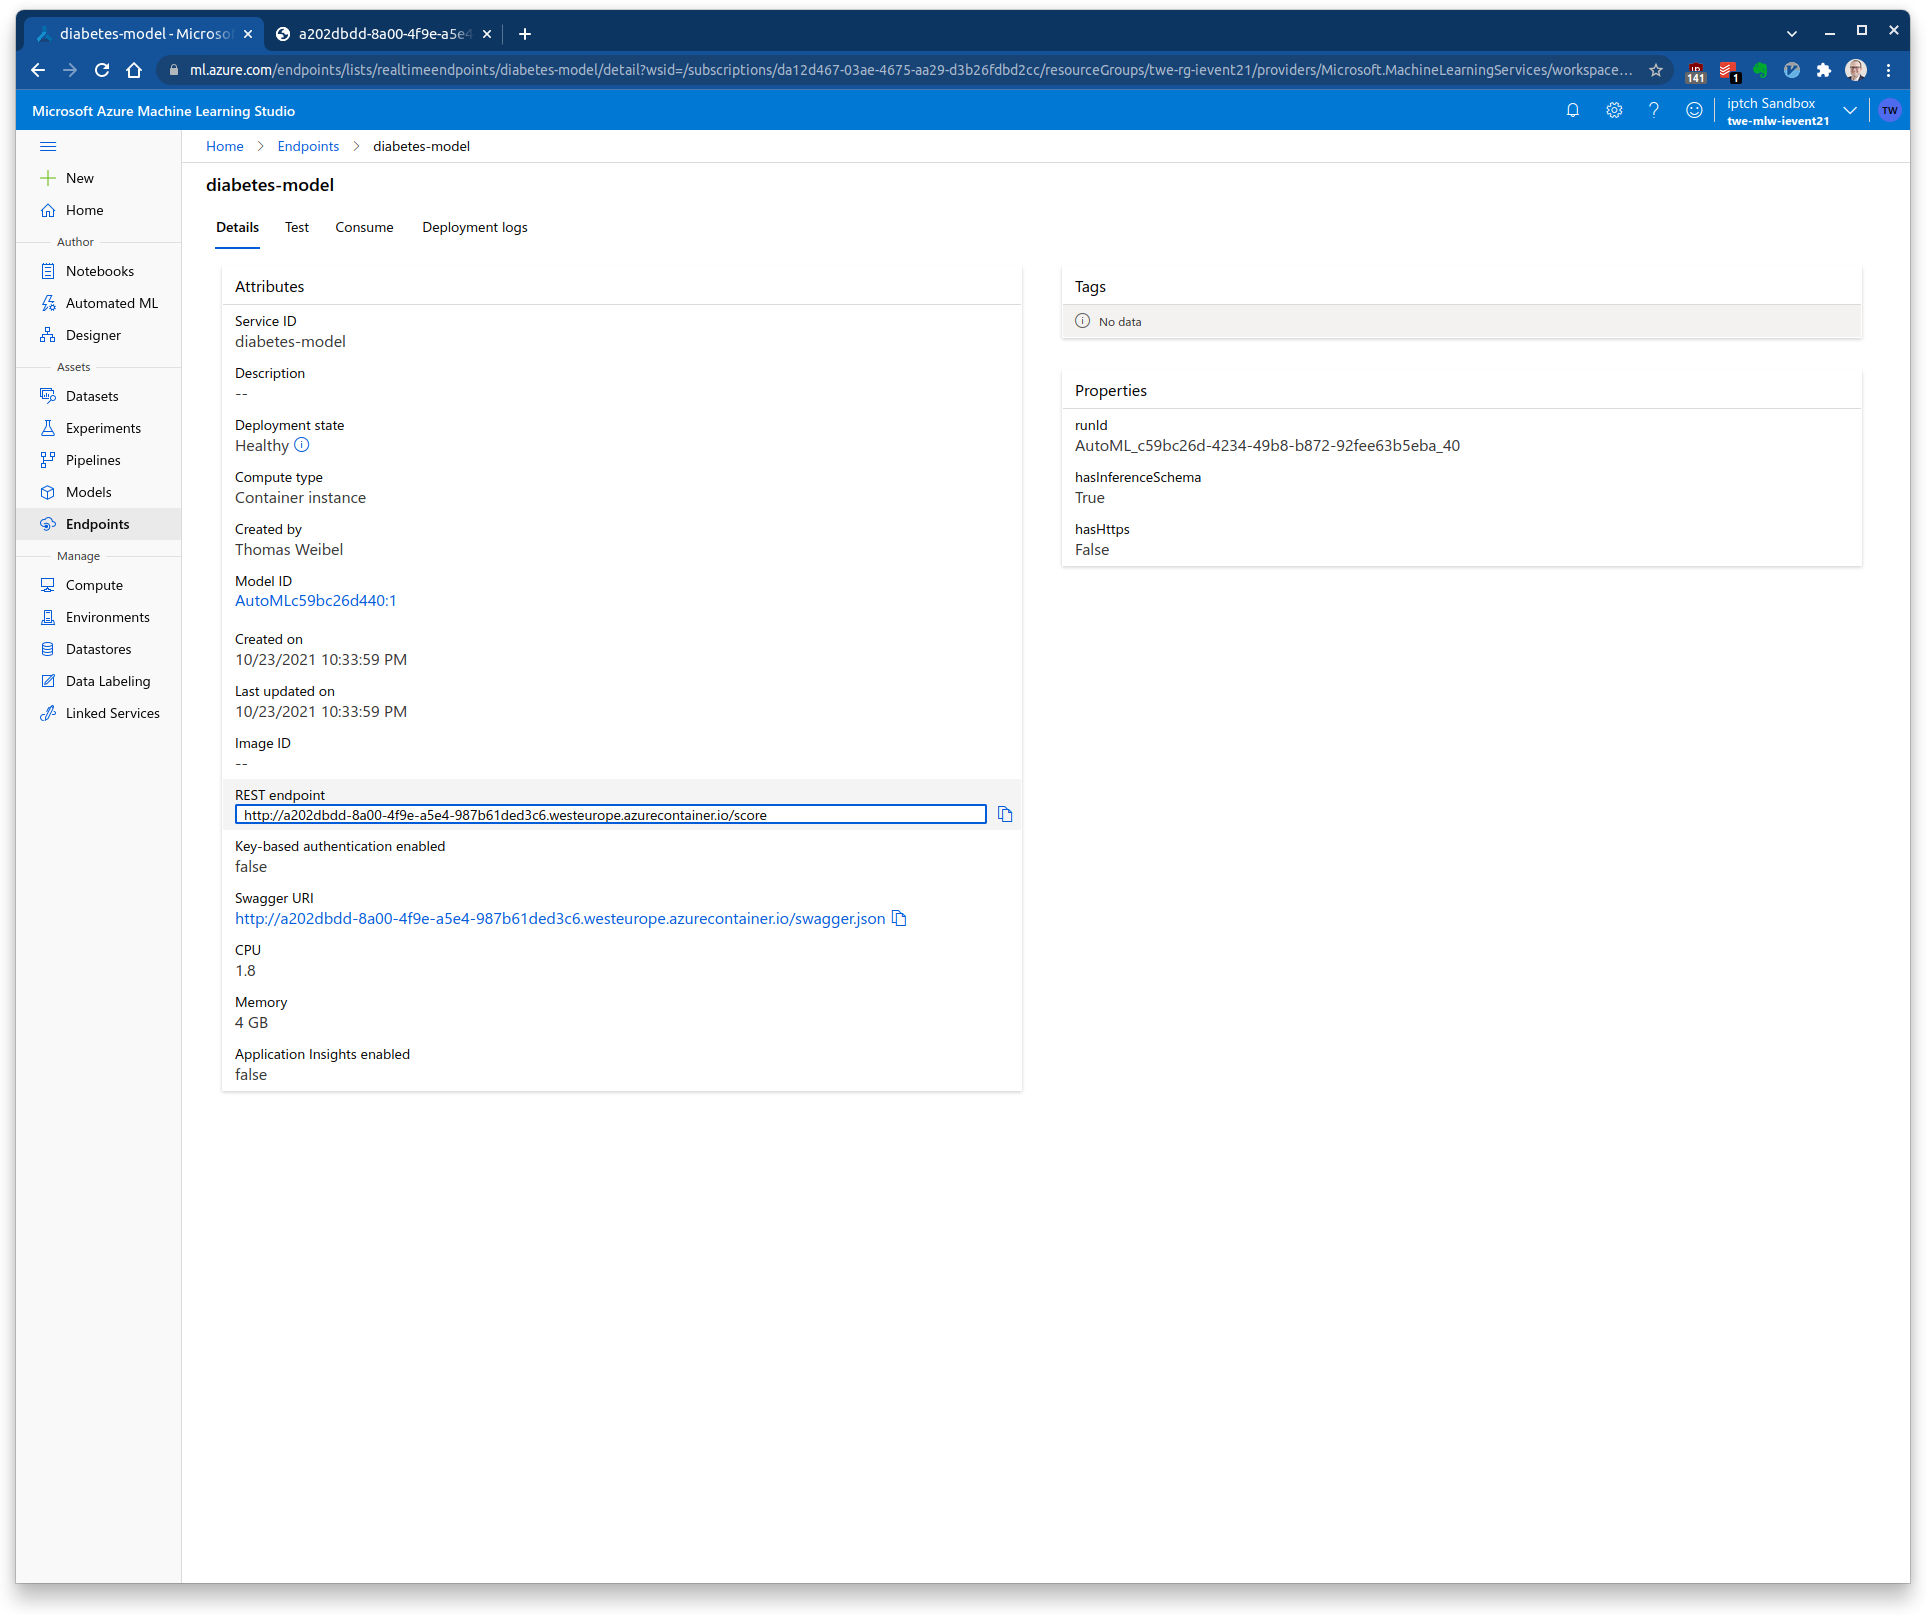 diabetes-model - Microso
a202dbdd-8a00-4f9e-a5e4
ml.azure.com/endpoints/lists/realtimeendpoints/diabetes-model/detail?wsid=/subscriptions/da12d467-03ae-4675-aa29-d3b26fdbd2cc/resourceGroups/twe-rg-ievent21/providers/Microsoft.MachineLearningServices/workspace...
141
1
Microsoft Azure Machine Learning Studio
iptch Sandbox
twe-mlw-ievent21
TW
New
Home
Author
Notebooks
Automated ML
Designer
Assets
Datasets
Experiments
Pipelines
Models
Endpoints
Manage
Compute
Environments
Datastores
Data Labeling
Linked Services
Home > Endpoints > diabetes-model
diabetes-model
Details Test Consume Deployment logs
Attributes
Service ID
diabetes-model
Description
--
Deployment state
Healthy
Compute type
Container instance
Created by
Thomas Weibel
Model ID
AutoMLc59bc26d440:1
Created on
10/23/2021 10:33:59 PM
Last updated on
10/23/2021 10:33:59 PM
Image ID
--
REST endpoint
http://a202dbdd-8a00-4f9e-a5e4-987b61ded3c6.westeurope.azurecontainer.io/score
Key-based authentication enabled
false
Swagger URI
http://a202dbdd-8a00-4f9e-a5e4-987b61ded3c6.westeurope.azurecontainer.io/swagger.json
CPU
1.8
Memory
4 GB
Application Insights enabled
false
Tags
No data
Properties
runId
AutoML_c59bc26d-4234-49b8-b872-92fee63b5eba_40
hasInferenceSchema
True
hasHttps
False